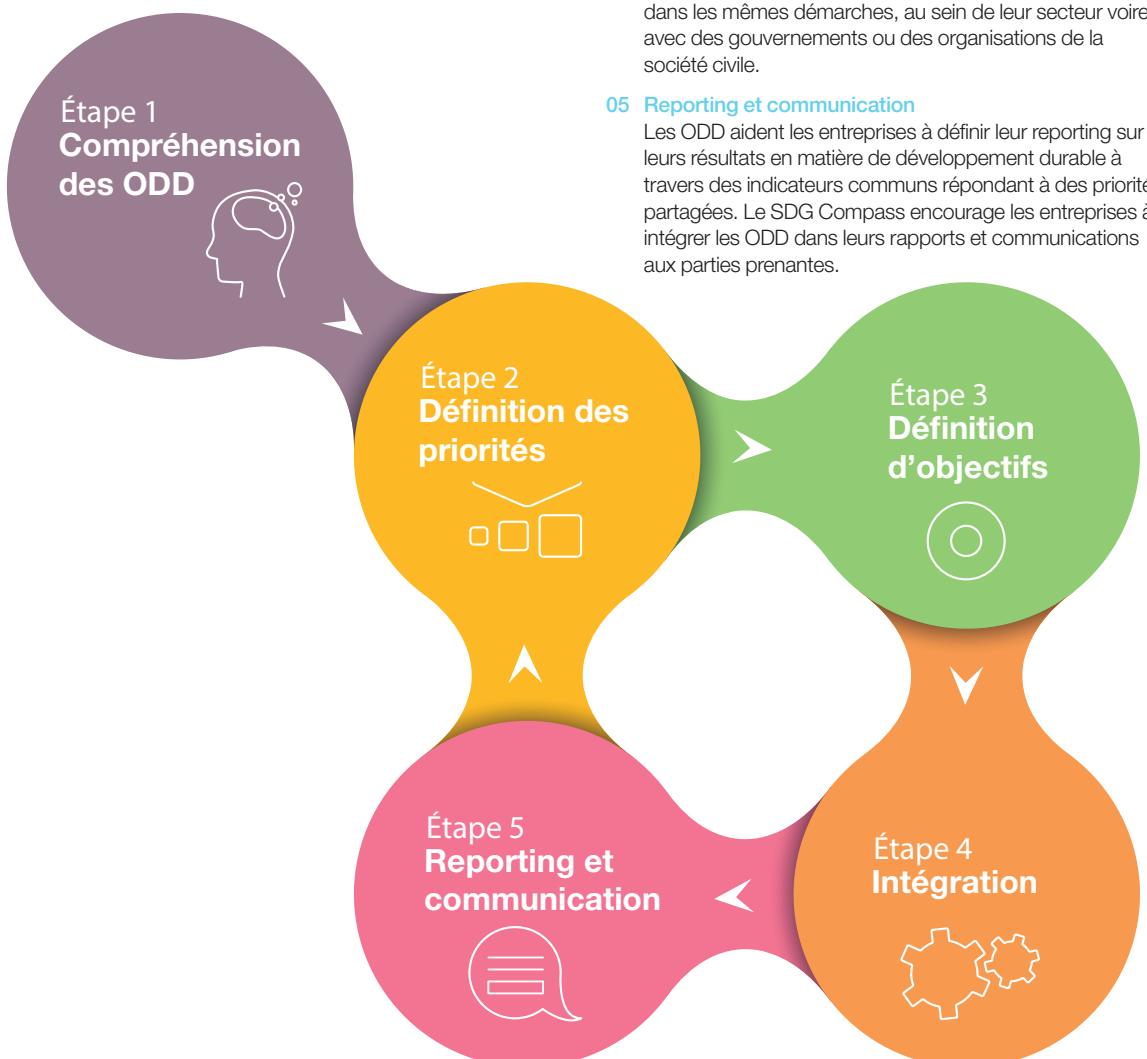 dans les mêmes démarches, au sein de leur secteur voire
avec des gouvernements ou des organisations de la
société civile.
05 Reporting et communication
Les ODD aident les entreprises à définir leur reporting sur
leurs résultats en matière de développement durable à
travers des indicateurs communs répondant à des priorité
partagées. Le SDG Compass encourage les entreprises à
intégrer les ODD dans leurs rapports et communications
aux parties prenantes.
Étape 1
Compréhension
des ODD
Étape 2
Définition des
priorités
Étape 3
Définition
d’objectifs
Étape 4
Intégration
Étape 5
Reporting et
communication